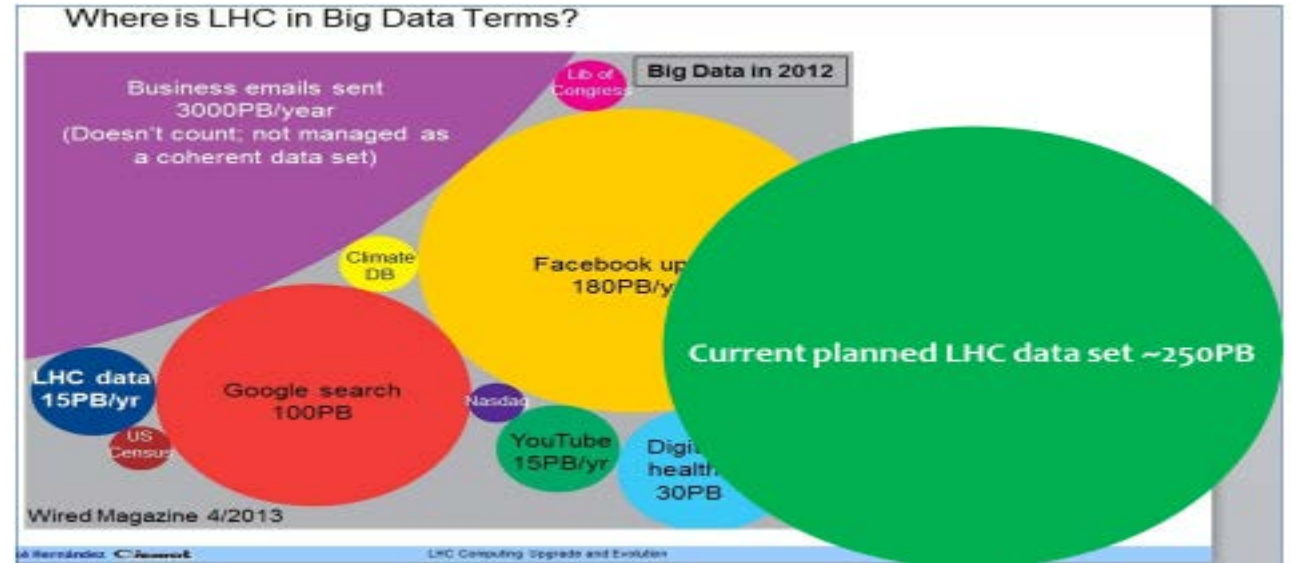 Where is LHC in Big Data Terms?
Business emails sent
3000PB/year
(Doesn't count; not managed as
a coherent data set)
Lib of
Congress
Big Data in 2012
Climate
DB
Facebook up
180PB/y
Current planned LHC data set ~250PB
LHC data
15PB/yr
Google search
100PB
Nasdaq
US
Census
YouTube
15PB/yr
Digi
health
30PB
Wired Magazine 4/2013
Hernández
LHC Computing Upgrade and Evolution